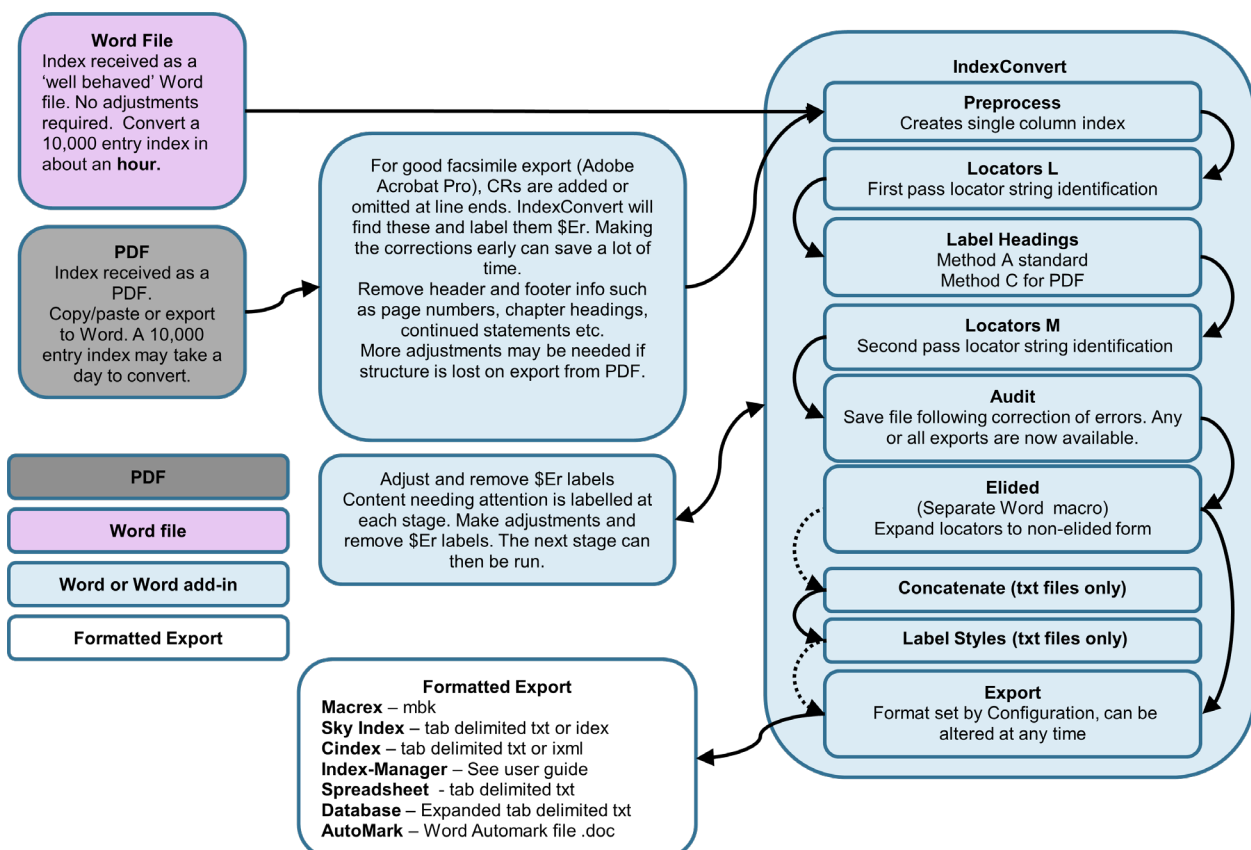 Word File
Index received as a
‘well behaved’ Word
file. No adjustments
required.  Convert a
10,000 entry index in
about an hour.
PDF
Index received as a
PDF.
Copy/paste or export
to Word. A 10,000
entry index may take a
day to convert.
For good facsimile export (Adobe
Acrobat Pro), CRs are added or
omitted at line ends. IndexConvert will
find these and label them $Er. Making
the corrections early can save a lot of
time.
Remove header and footer info such
as page numbers, chapter headings,
continued statements etc.
More adjustments may be needed if
structure is lost on export from PDF.
Adjust and remove $Er labels
Content needing attention is labelled at
each stage. Make adjustments and
remove $Er labels. The next stage can
then be run.
PDF
Word file
Word or Word add-in
Formatted Export
IndexConvert
Preprocess
Creates single column index
Locators L
First pass locator string identification
Label Headings
Method A standard
Method C for PDF
Locators M
Second pass locator string identification
Audit
Save file following correction of errors. Any
or all exports are now available.
Elided
(Separate Word  macro)
Expand locators to non-elided form
Concatenate (txt files only)
Label Styles (txt files only)
Export
Format set by Configuration, can be
altered at any time
Formatted Export
Macrex – mbk
Sky Index – tab delimited txt or idex
Cindex – tab delimited txt or ixml
Index-Manager – See user guide
Spreadsheet  - tab delimited txt
Database – Expanded tab delimited txt
AutoMark – Word Automark file .doc